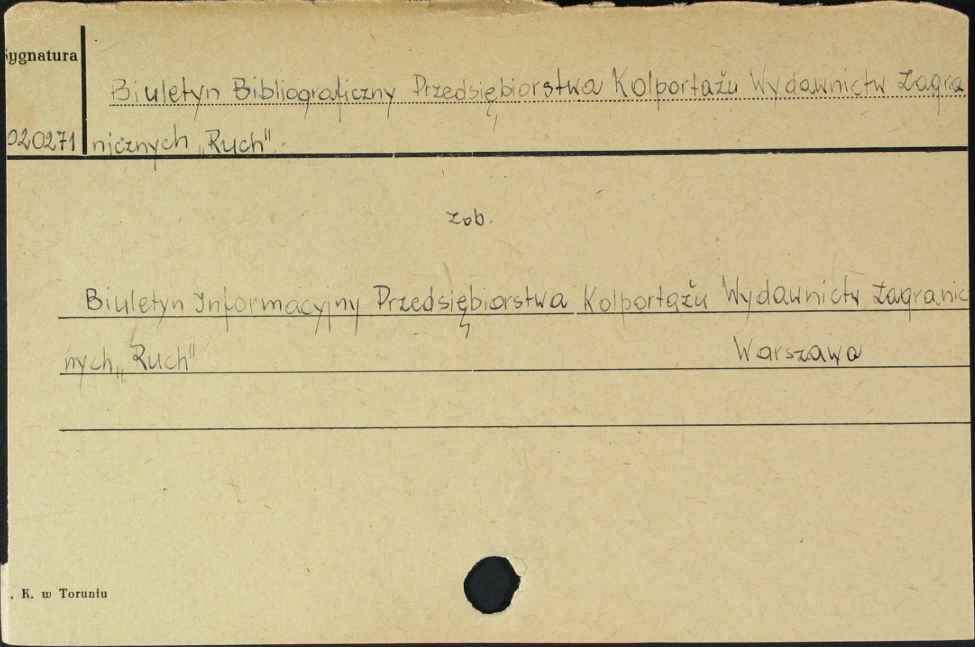 Sygnatura
Biuletyn Bibliograficzny Przedsiębiorstwa Kolportażu Wydawnictw Zagra
020271 nicznych „Ruch".
zob.
Biuletyn Informacyjny Przedsiębiorstwa Kolportażu Wydawnictw Zagranic
nych „Ruch" Warszawa
. K. w Toruniu